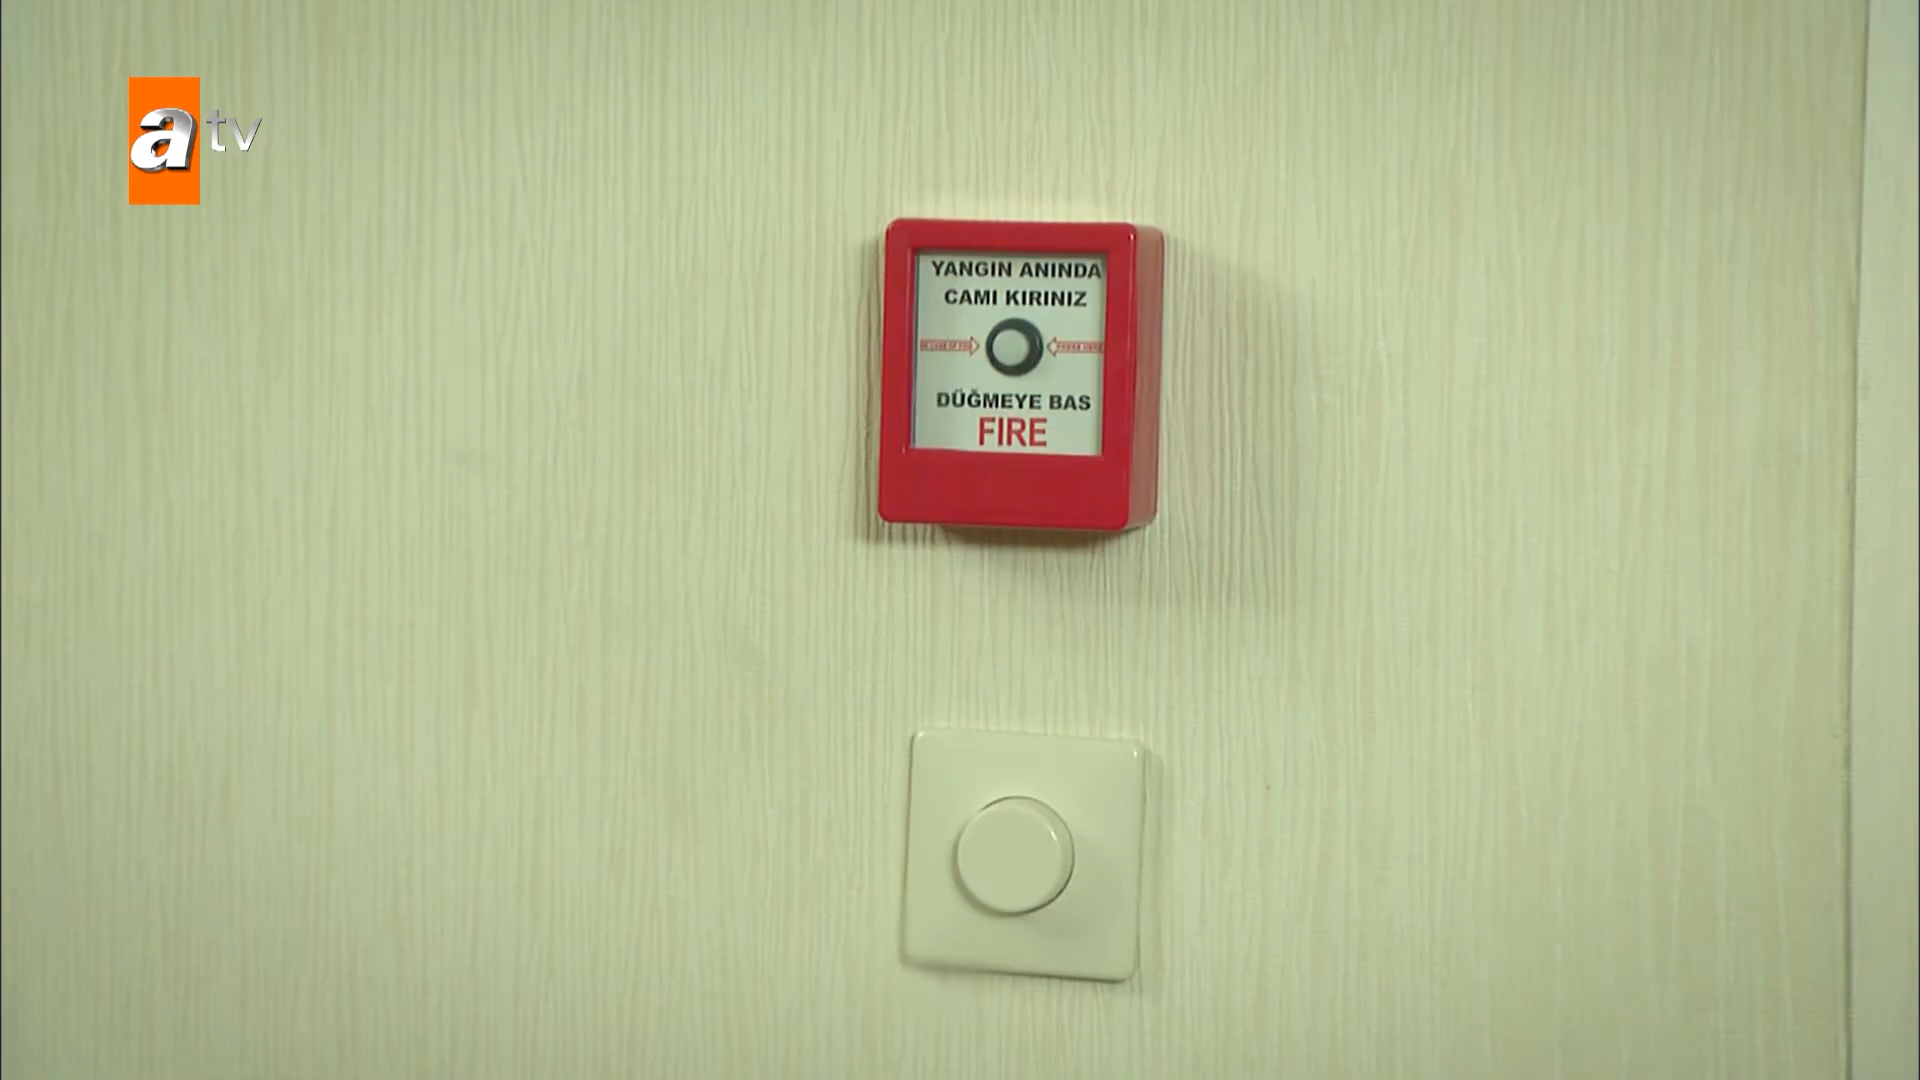 atv
YANGIN ANINDA
CAMI KIRINIZ
DÜĞMEYE BAS
FIRE